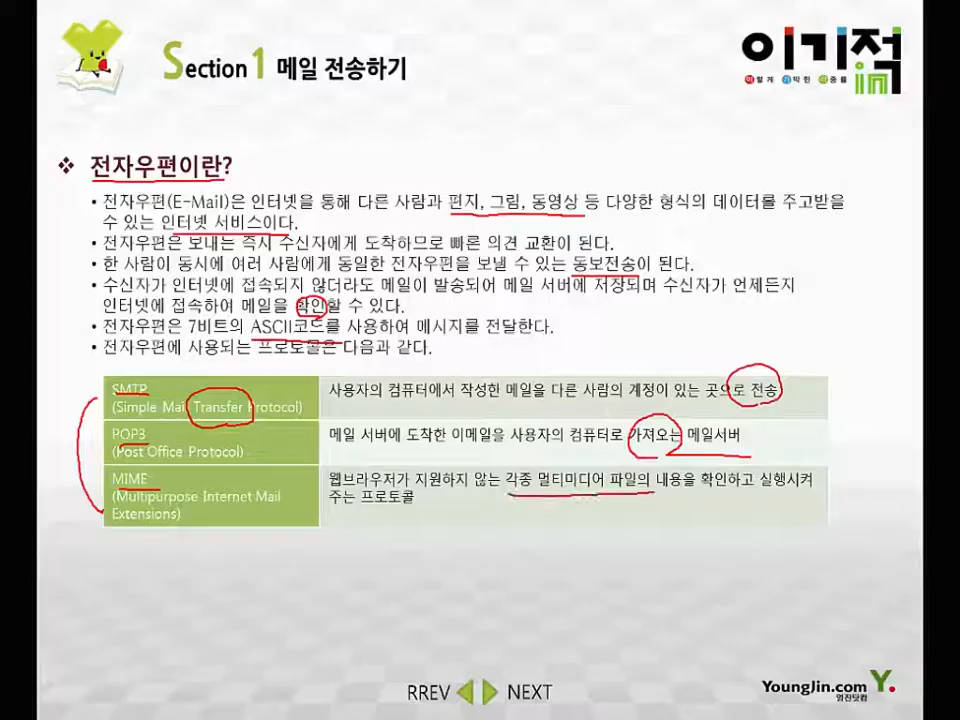 Section 1 메일 전송하기
이기적in
이렇게 기막힌 적중률
❖ 전자우편이란?
• 전자우편(E-Mail)은 인터넷을 통해 다른 사람과 편지, 그림, 동영상 등 다양한 형식의 데이터를 주고받을
수 있는 인터넷 서비스이다.
• 전자우편은 보내는 즉시 수신자에게 도착하므로 빠른 의견 교환이 된다.
• 한 사람이 동시에 여러 사람에게 동일한 전자우편을 보낼 수 있는 동보전송이 된다.
• 수신자가 인터넷에 접속되지 않더라도 메일이 발송되어 메일 서버에 저장되며 수신자가 언제든지
인터넷에 접속하여 메일을 확인할 수 있다.
• 전자우편은 7비트의 ASCII코드를 사용하여 메시지를 전달한다.
• 전자우편에 사용되는 프로토콜은 다음과 같다.
SMTP
(Simple Mail Transfer Protocol)
사용자의 컴퓨터에서 작성한 메일을 다른 사람의 계정이 있는 곳으로 전송
POP3
(Post Office Protocol)
메일 서버에 도착한 이메일을 사용자의 컴퓨터로 가져오는 메일서버
MIME
(Multipurpose Internet Mail
Extensions)
웹브라우저가 지원하지 않는 각종 멀티미디어 파일의 내용을 확인하고 실행시켜
주는 프로토콜
RREV NEXT
YoungJin.com Y.
영진닷컴